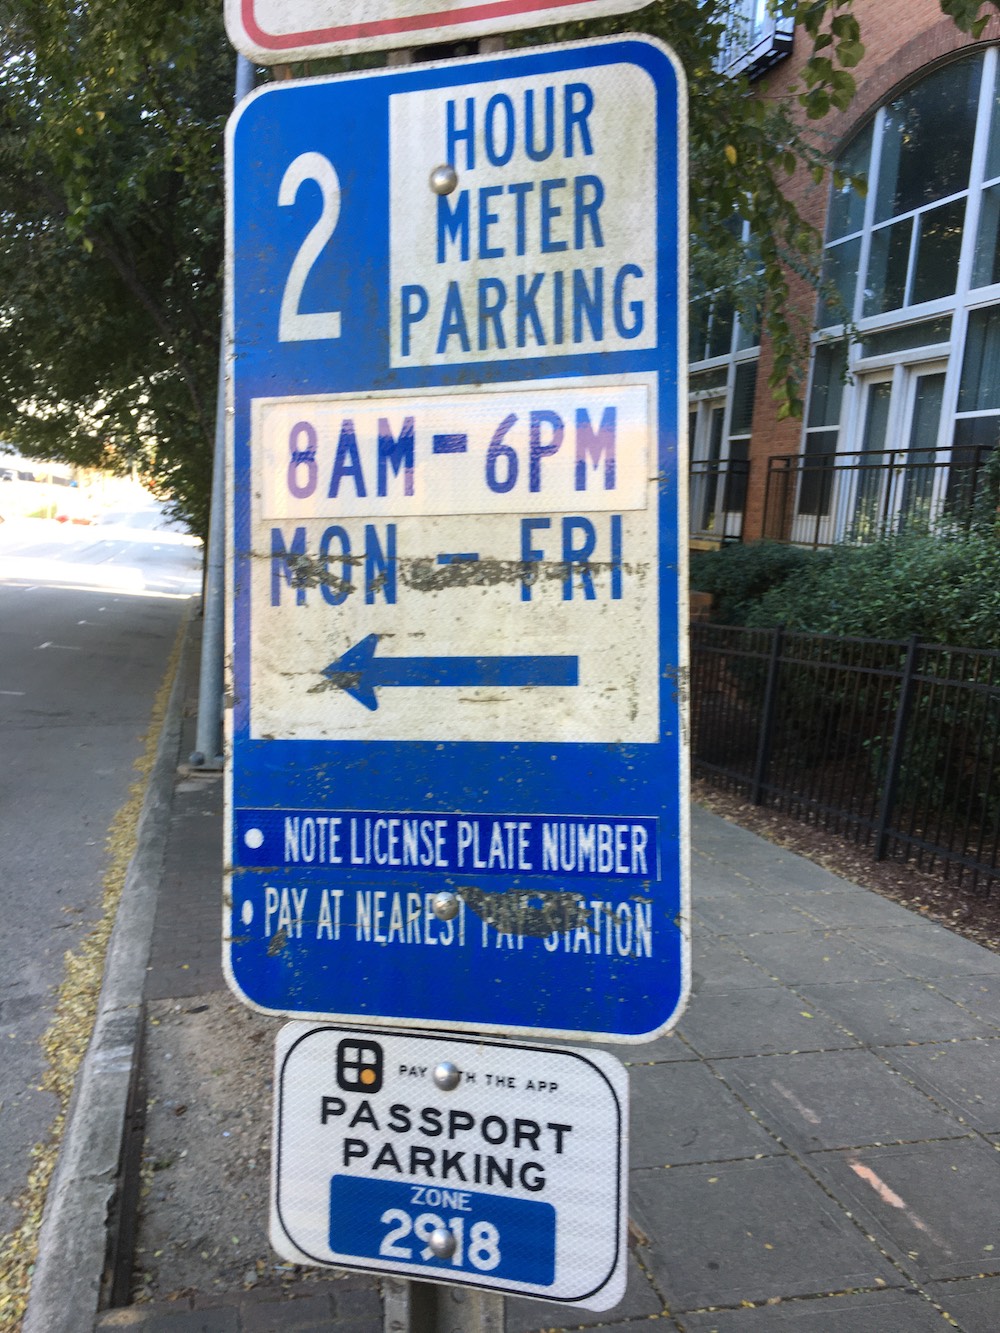 2 HOUR
METER
PARKING
8AM - 6PM
MON - FRI
• NOTE LICENSE PLATE NUMBER
• PAY AT NEAREST PAY STATION
PAY WITH THE APP
PASSPORT
PARKING
ZONE
2918